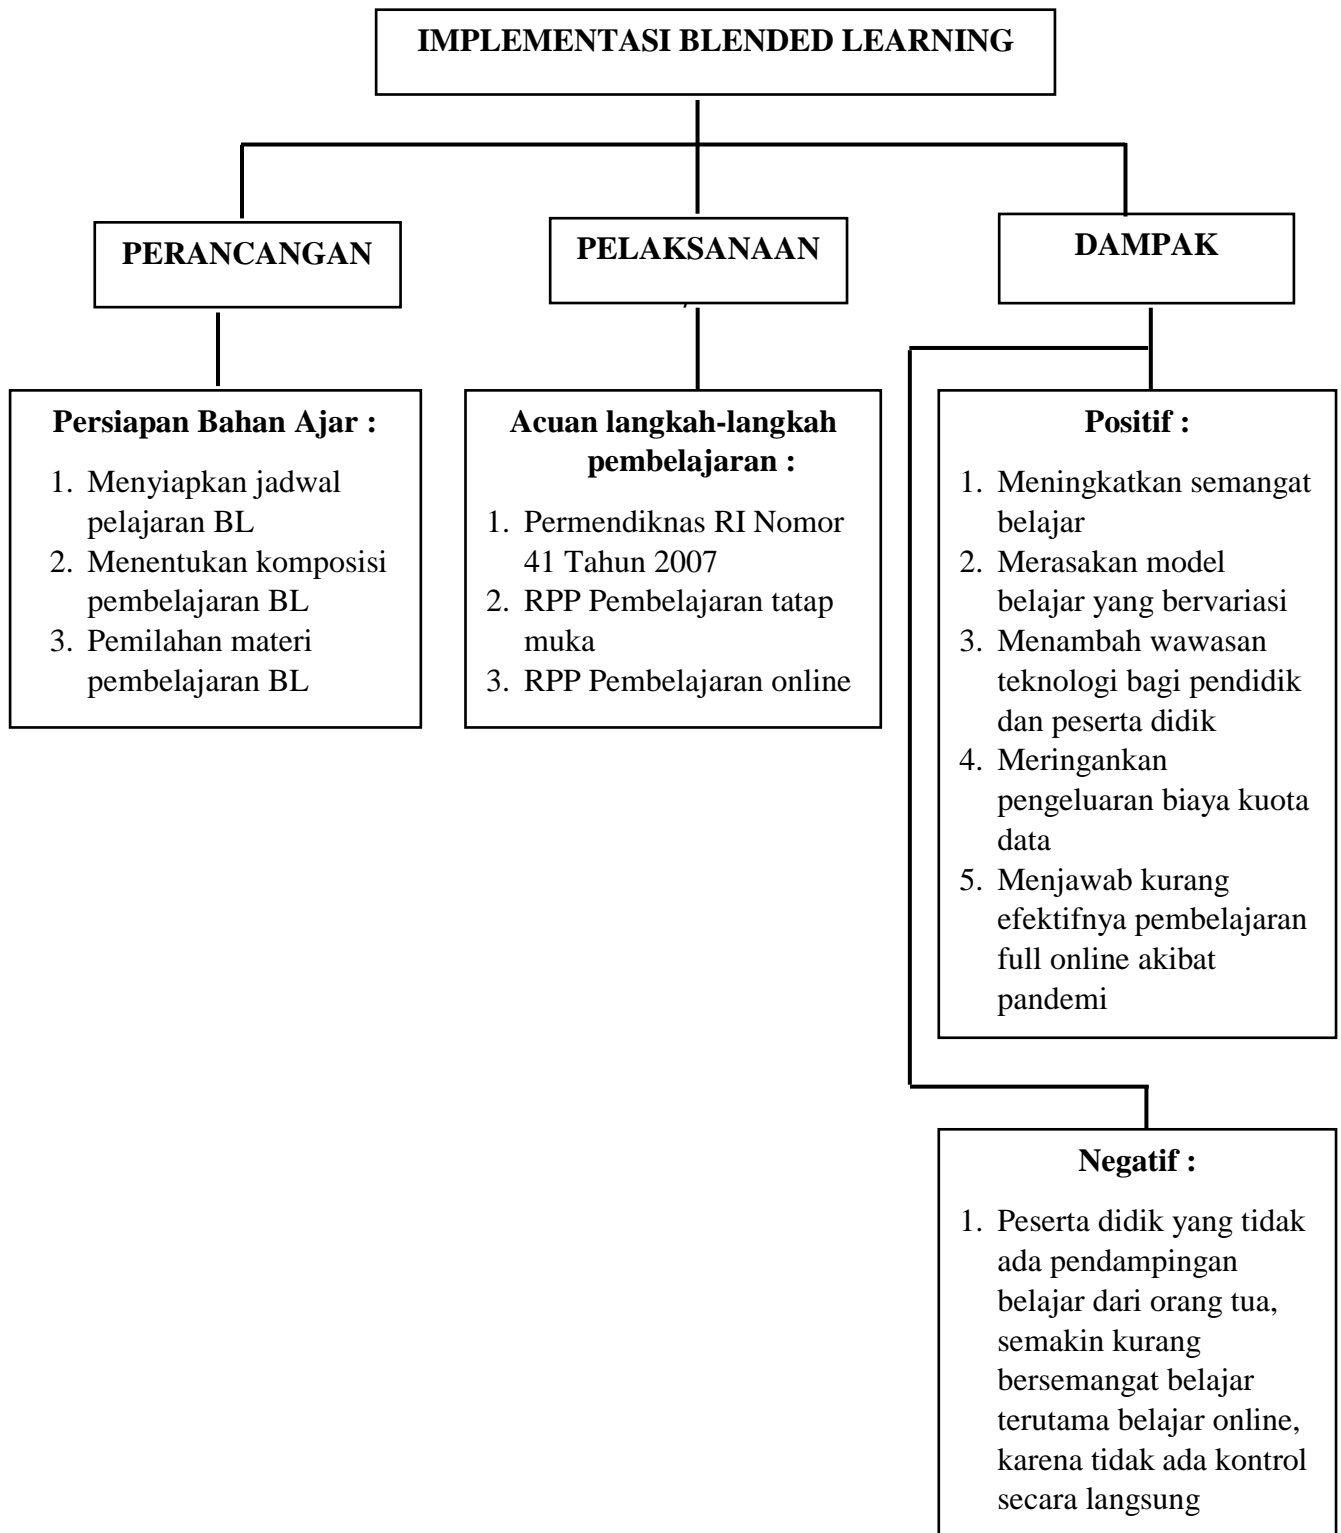 IMPLEMENTASI BLENDED LEARNING
PERANCANGAN
PELAKSANAAN
DAMPAK
Persiapan Bahan Ajar :
1. Menyiapkan jadwal
pelajaran BL
2. Menentukan komposisi
pembelajaran BL
3. Pemilahan materi
pembelajaran BL
Acuan langkah-langkah
pembelajaran :
1. Permendiknas RI Nomor
41 Tahun 2007
2. RPP Pembelajaran tatap
muka
3. RPP Pembelajaran online
Positif :
1. Meningkatkan semangat
belajar
2. Merasakan model
belajar yang bervariasi
3. Menambah wawasan
teknologi bagi pendidik
dan peserta didik
4. Meringankan
pengeluaran biaya kuota
data
5. Menjawab kurang
efektifnya pembelajaran
full online akibat
pandemi
Negatif :
1. Peserta didik yang tidak
ada pendampingan
belajar dari orang tua,
semakin kurang
bersemangat belajar
terutama belajar online,
karena tidak ada kontrol
secara langsung